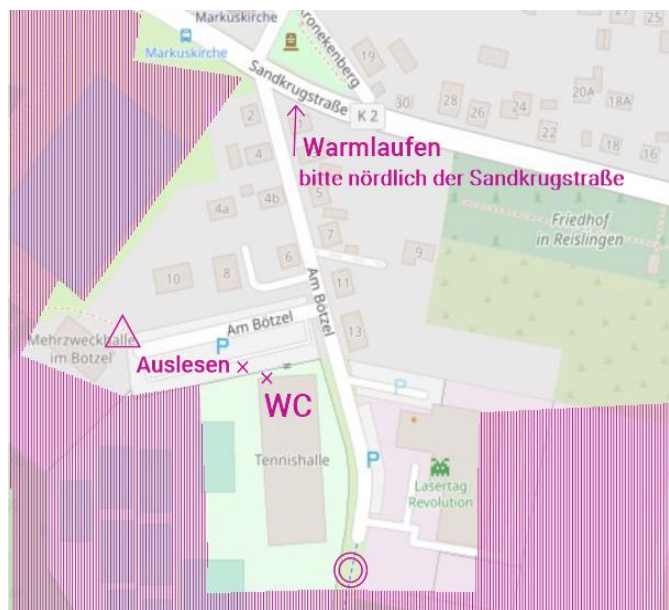 Markuskirche
Markuskirche
Kronekenberg
19
Sandkrugstraße
K 2
30
28
26
24
22
20A
18A
18
16
2
1
4
Warmlaufen
bitte nördlich der Sandkrugstraße
4a
4b
5
7
Friedhof
in Reislingen
10
8
6
9
11
Am Bötzel
Am Bötzel
13
Mehrzweckhalle
im Bötzel
P
Auslesen
WC
P
Tennishalle
P
Lasertag
Revolution